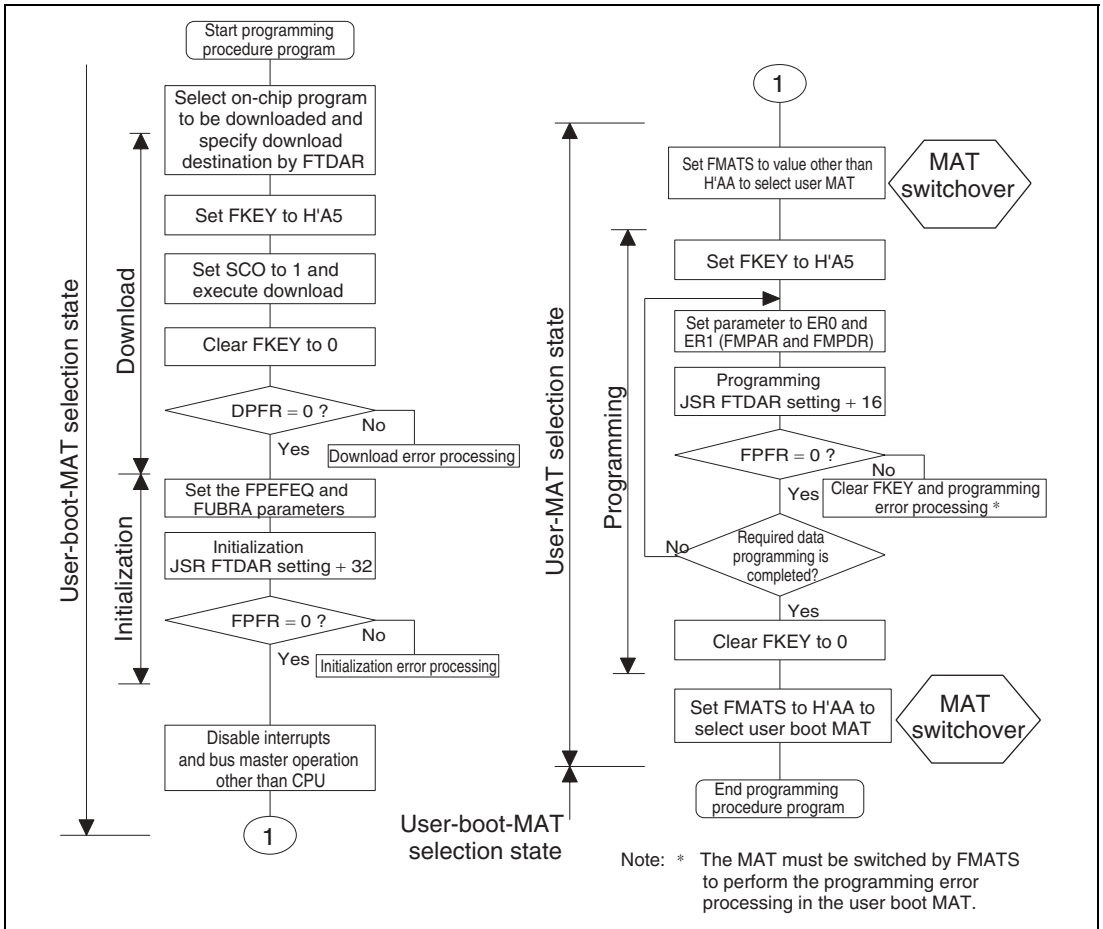 Start programming
procedure program
Select on-chip program
to be downloaded and
specify download
destination by FTDAR
Set FKEY to H'A5
Set SCO to 1 and
execute download
Clear FKEY to 0
DPFR = 0 ?
No
Yes
Download error processing
Set the FPEFEQ and
FUBRA parameters
Initialization
JSR FTDAR setting + 32
FPFR = 0 ?
No
Yes
Initialization error processing
Disable interrupts
and bus master operation
other than CPU
1
User-boot-MAT selection state
Download
Initialization
1
Set FMATS to value other than
H'AA to select user MAT
MAT
switchover
Set FKEY to H'A5
Set parameter to ER0 and
ER1 (FMPAR and FMPDR)
Programming
JSR FTDAR setting + 16
FPFR = 0 ?
No
Yes
Clear FKEY and programming
error processing *
Required data
programming is
completed?
No
Yes
Clear FKEY to 0
Set FMATS to H'AA to
select user boot MAT
MAT
switchover
End programming
procedure program
User-MAT selection state
Programming
User-boot-MAT
selection state
Note: * The MAT must be switched by FMATS
to perform the programming error
processing in the user boot MAT.